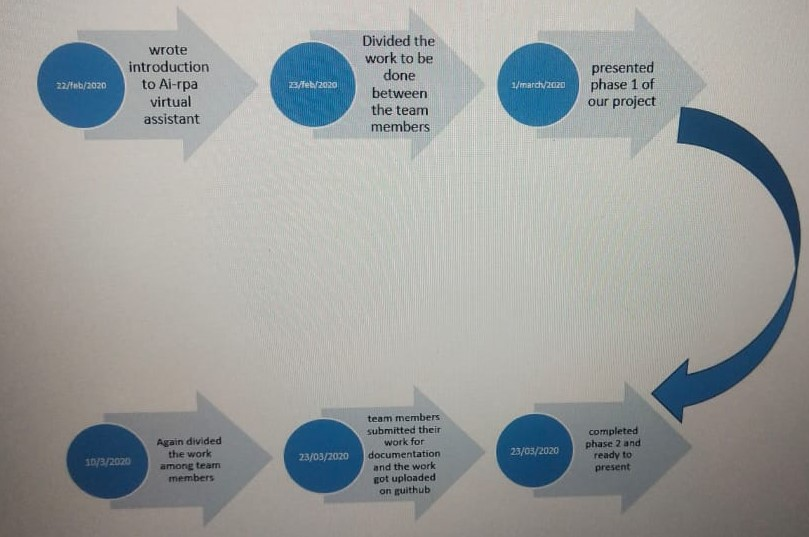 22/feb/2020
wrote
introduction
to Ai-rpa
virtual
assistant
23/feb/2020
Divided the
work to be
done
between
the team
members
1/march/2020
presented
phase 1 of
our project
10/3/2020
Again divided
the work
among team
members
23/03/2020
team members
submitted their
work for
documentation
and the work
got uploaded
on guithub
23/03/2020
completed
phase 2 and
ready to
present